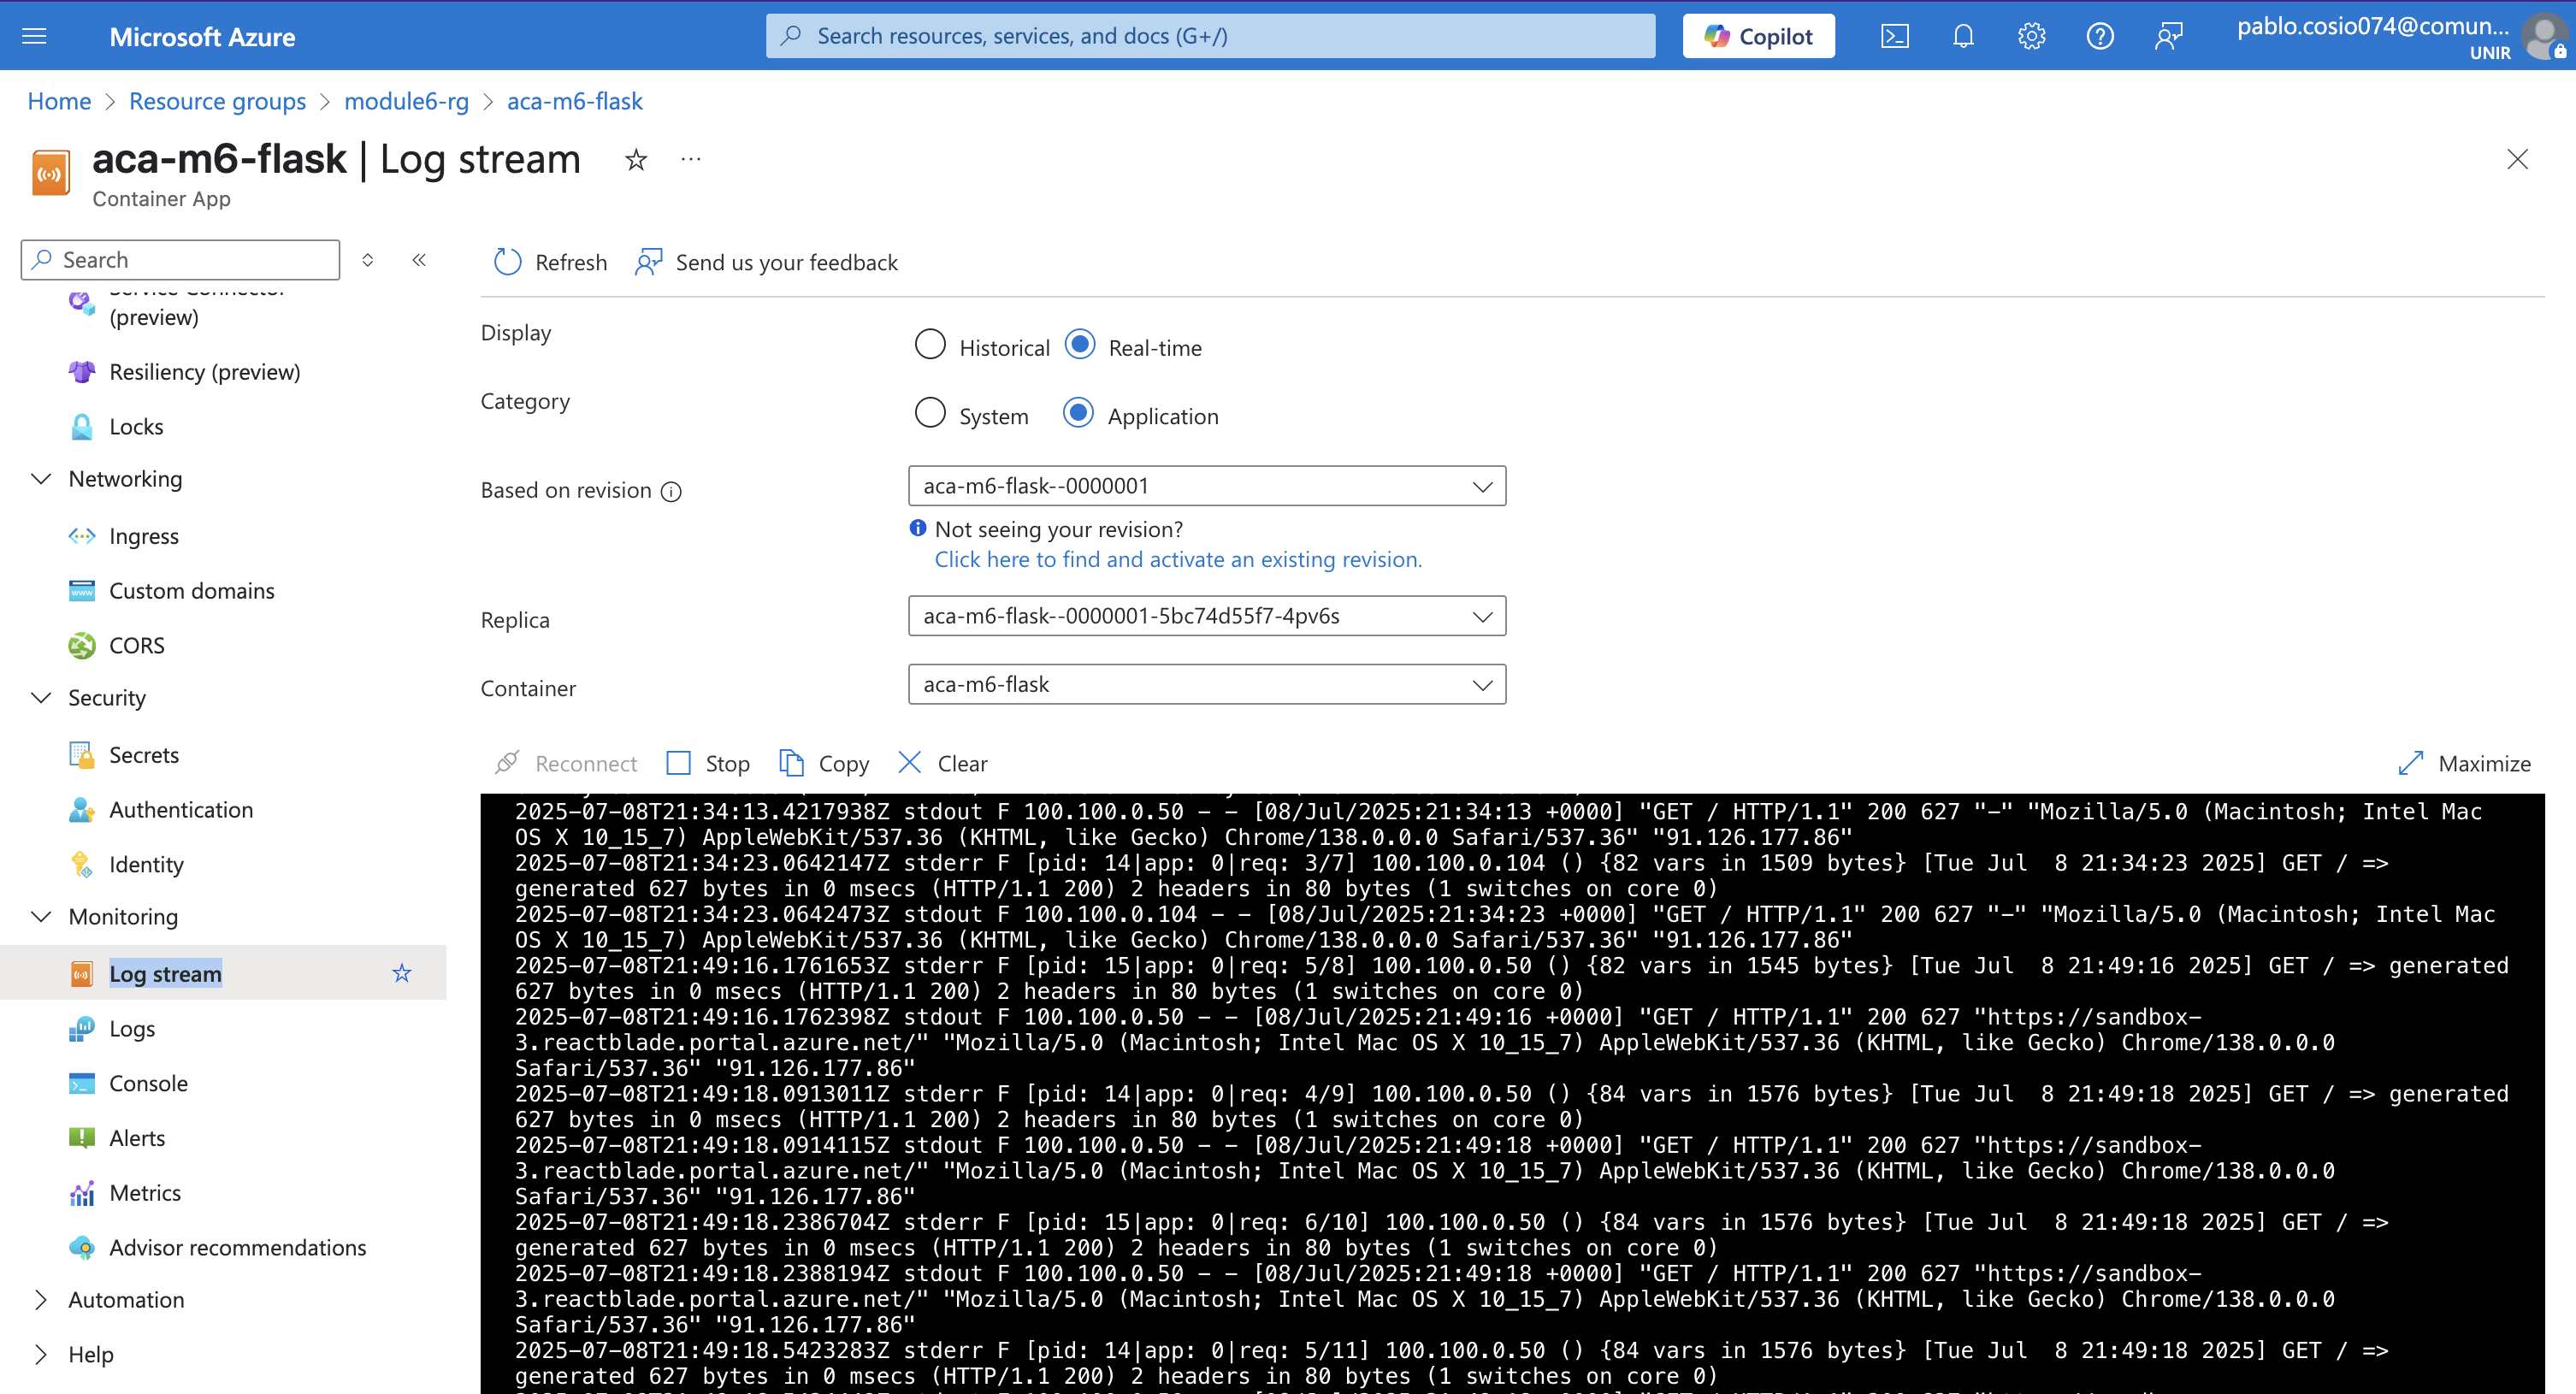 Microsoft Azure
Search resources, services, and docs (G+/)
Copilot
pablo.cosio074@comun...
UNIR
Home > Resource groups > module6-rg > aca-m6-flask
aca-m6-flask | Log stream
Container App
Search
Service Connector
(preview)
Resiliency (preview)
Locks
Networking
Ingress
Custom domains
CORS
Security
Secrets
Authentication
Identity
Monitoring
Log stream
Logs
Console
Alerts
Metrics
Advisor recommendations
Automation
Help
Refresh
Send us your feedback
Display
Historical
Real-time
Category
System
Application
Based on revision
aca-m6-flask--0000001
Not seeing your revision?
Click here to find and activate an existing revision.
Replica
aca-m6-flask--0000001-5bc74d55f7-4pv6s
Container
aca-m6-flask
Reconnect
Stop
Copy
Clear
Maximize
2025-07-08T21:34:13.4217938Z stdout F 100.100.0.50 - - [08/Jul/2025:21:34:13 +0000] "GET / HTTP/1.1" 200 627 "-" "Mozilla/5.0 (Macintosh; Intel Mac
OS X 10_15_7) AppleWebKit/537.36 (KHTML, like Gecko) Chrome/138.0.0.0 Safari/537.36" "91.126.177.86"
2025-07-08T21:34:23.0642147Z stderr F [pid: 14|app: 0|req: 3/7] 100.100.0.104 () {82 vars in 1509 bytes} [Tue Jul  8 21:34:23 2025] GET / =>
generated 627 bytes in 0 msecs (HTTP/1.1 200) 2 headers in 80 bytes (1 switches on core 0)
2025-07-08T21:34:23.0642473Z stdout F 100.100.0.104 - - [08/Jul/2025:21:34:23 +0000] "GET / HTTP/1.1" 200 627 "-" "Mozilla/5.0 (Macintosh; Intel Mac
OS X 10_15_7) AppleWebKit/537.36 (KHTML, like Gecko) Chrome/138.0.0.0 Safari/537.36" "91.126.177.86"
2025-07-08T21:49:16.1761653Z stderr F [pid: 15|app: 0|req: 5/8] 100.100.0.50 () {82 vars in 1545 bytes} [Tue Jul  8 21:49:16 2025] GET / => generated
627 bytes in 0 msecs (HTTP/1.1 200) 2 headers in 80 bytes (1 switches on core 0)
2025-07-08T21:49:16.1762398Z stdout F 100.100.0.50 - - [08/Jul/2025:21:49:16 +0000] "GET / HTTP/1.1" 200 627 "https://sandbox-
3.reactblade.portal.azure.net/" "Mozilla/5.0 (Macintosh; Intel Mac OS X 10_15_7) AppleWebKit/537.36 (KHTML, like Gecko) Chrome/138.0.0.0
Safari/537.36" "91.126.177.86"
2025-07-08T21:49:18.0913011Z stderr F [pid: 14|app: 0|req: 4/9] 100.100.0.50 () {84 vars in 1576 bytes} [Tue Jul  8 21:49:18 2025] GET / => generated
627 bytes in 0 msecs (HTTP/1.1 200) 2 headers in 80 bytes (1 switches on core 0)
2025-07-08T21:49:18.0914115Z stdout F 100.100.0.50 - - [08/Jul/2025:21:49:18 +0000] "GET / HTTP/1.1" 200 627 "https://sandbox-
3.reactblade.portal.azure.net/" "Mozilla/5.0 (Macintosh; Intel Mac OS X 10_15_7) AppleWebKit/537.36 (KHTML, like Gecko) Chrome/138.0.0.0
Safari/537.36" "91.126.177.86"
2025-07-08T21:49:18.2386704Z stderr F [pid: 15|app: 0|req: 6/10] 100.100.0.50 () {84 vars in 1576 bytes} [Tue Jul  8 21:49:18 2025] GET / =>
generated 627 bytes in 0 msecs (HTTP/1.1 200) 2 headers in 80 bytes (1 switches on core 0)
2025-07-08T21:49:18.2388194Z stdout F 100.100.0.50 - - [08/Jul/2025:21:49:18 +0000] "GET / HTTP/1.1" 200 627 "https://sandbox-
3.reactblade.portal.azure.net/" "Mozilla/5.0 (Macintosh; Intel Mac OS X 10_15_7) AppleWebKit/537.36 (KHTML, like Gecko) Chrome/138.0.0.0
Safari/537.36" "91.126.177.86"
2025-07-08T21:49:18.5423283Z stderr F [pid: 14|app: 0|req: 5/11] 100.100.0.50 () {84 vars in 1576 bytes} [Tue Jul  8 21:49:18 2025] GET / =>
generated 627 bytes in 0 msecs (HTTP/1.1 200) 2 headers in 80 bytes (1 switches on core 0)